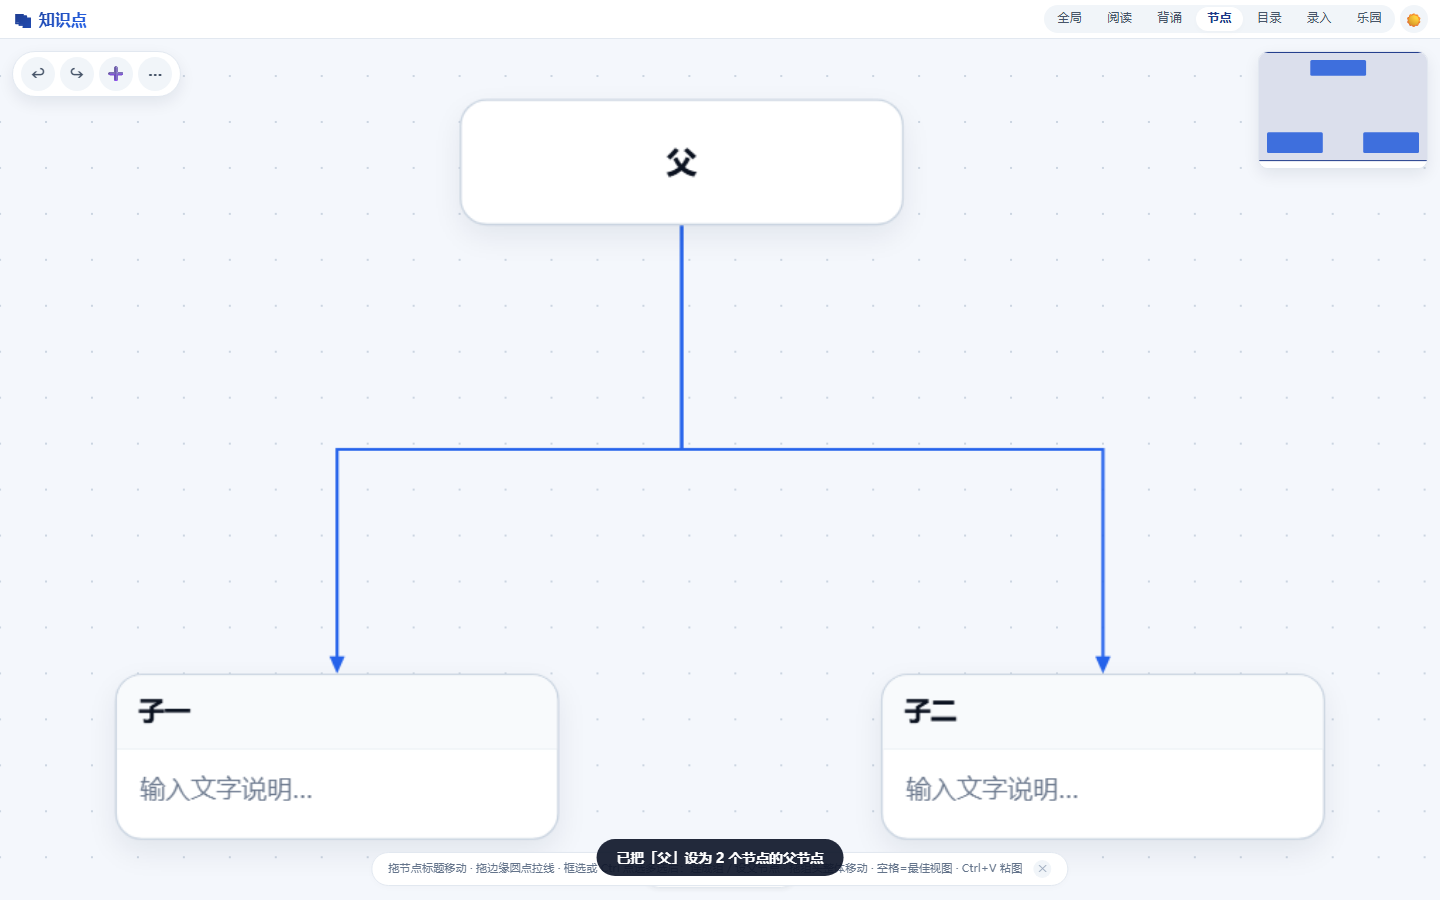 知识点
全局 阅读 背诵 节点 目录 录入 乐园
父
子一
输入文字说明...
子二
输入文字说明...
已把「父」设为 2 个节点的父节点
拖节点标题移动 · 拖边缘圆点拉线 · 框选或
体移动 · 空格=最佳视图 · Ctrl+V 粘图